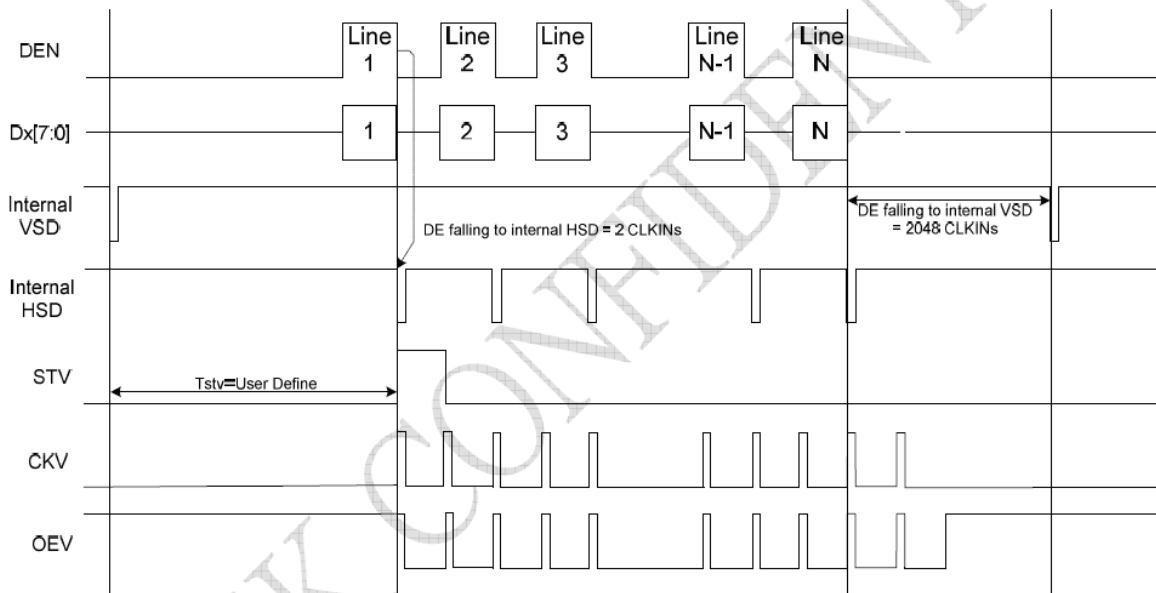 DEN
Line
1
Line
2
Line
3
Line
N-1
Line
N
Dx[7:0]
1
2
3
N-1
N
Internal
VSD
DE falling to internal HSD = 2 CLKINs
DE falling to internal VSD
= 2048 CLKINs
Internal
HSD
STV
Tstv=User Define
CKV
OEV
K CONFIDENT